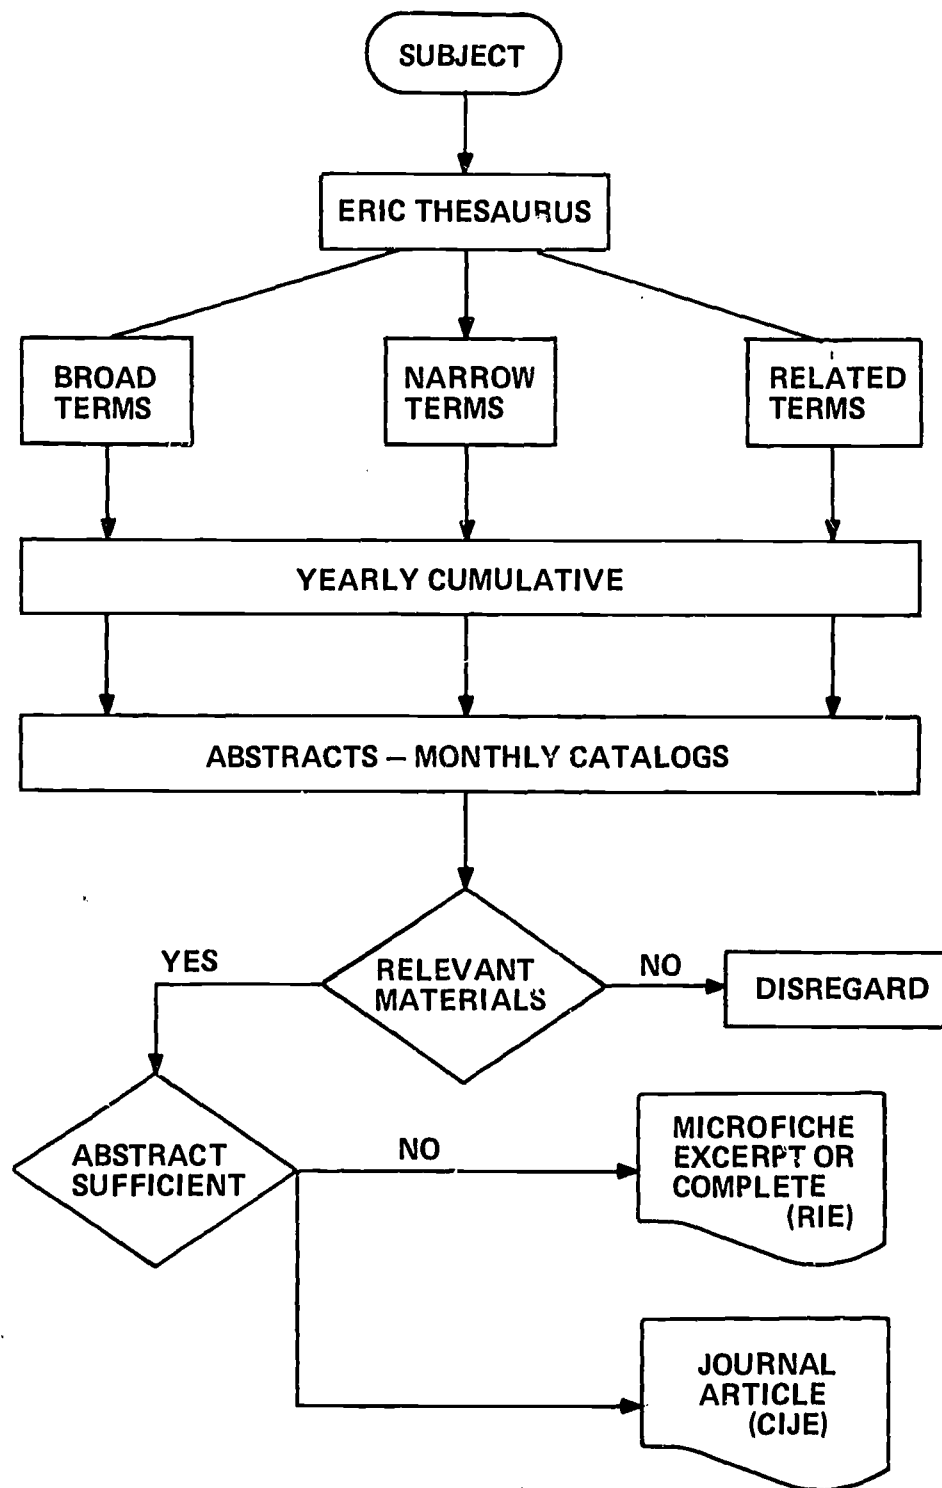 SUBJECT
ERIC THESAURUS
BROAD
TERMS
NARROW
TERMS
RELATED
TERMS
YEARLY CUMULATIVE
ABSTRACTS – MONTHLY CATALOGS
RELEVANT
MATERIALS
YES
NO
DISREGARD
ABSTRACT
SUFFICIENT
NO
MICROFICHE
EXCERPT OR
COMPLETE
(RIE)
JOURNAL
ARTICLE
(CIJE)